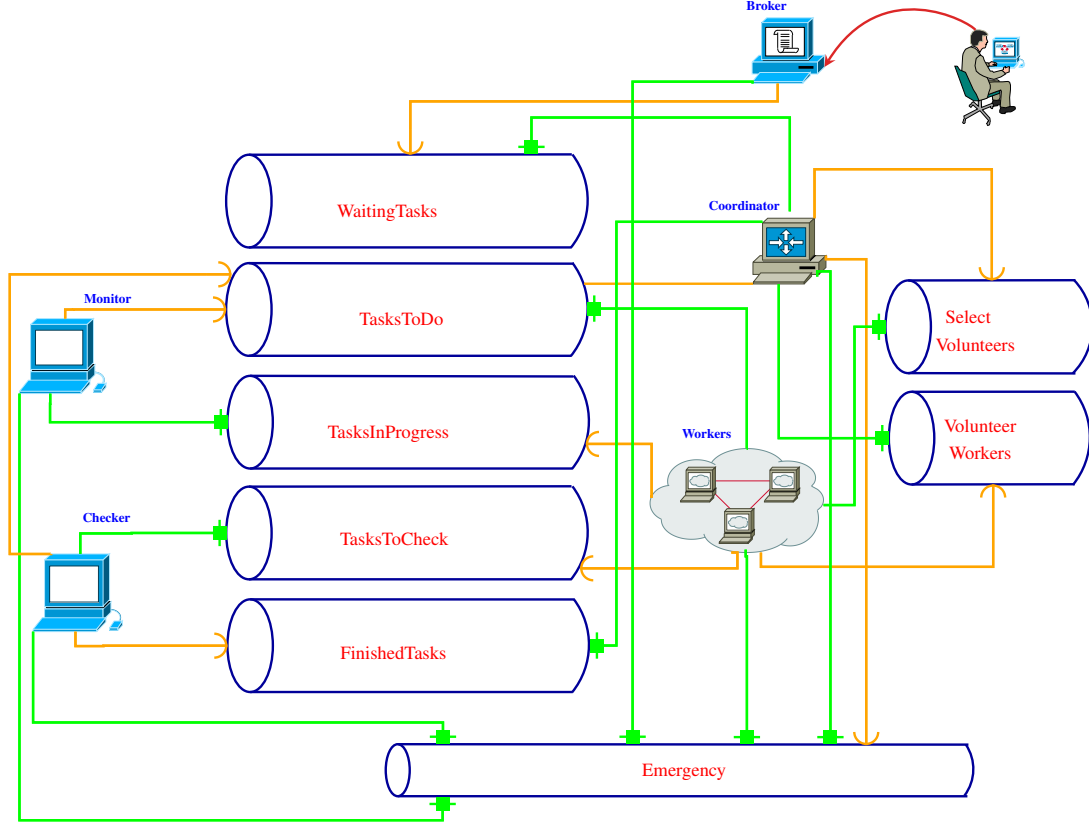 Broker
WaitingTasks
Coordinator
Monitor
TasksToDo
Select
Volunteers
TasksInProgress
Workers
Volunteer
Workers
Checker
TasksToCheck
FinishedTasks
Emergency